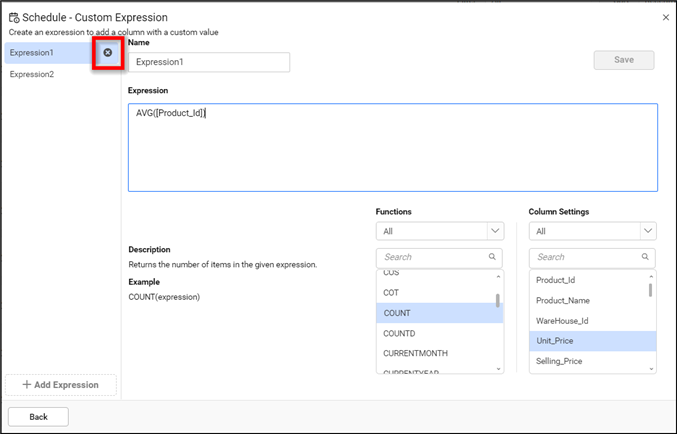 Schedule - Custom Expression
Create an expression to add a column with a custom value
Expression1
Expression2
Name
Expression1
Save
Expression
AVG([Product_Id])
Functions
All
Search
COS
COT
COUNT
COUNTD
CURRENTMONTH
CURRENTYEAR
Column Settings
All
Search
Product_Id
Product_Name
WareHouse_Id
Unit_Price
Selling_Price
Description
Returns the number of items in the given expression.
Example
COUNT(expression)
+ Add Expression
Back